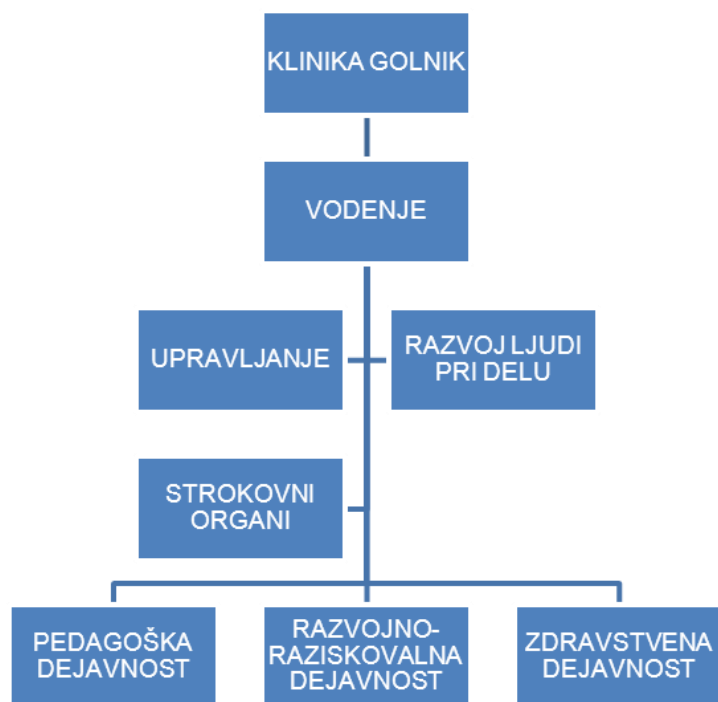 KLINIKA GOLNIK
VODENJE
UPRAVLJANJE
RAZVOJ LJUDI
PRI DELU
STROKOVNI
ORGANI
PEDAGOŠKA
DEJAVNOST
RAZVOJNO-
RAZISKOVALNA
DEJAVNOST
ZDRAVSTVENA
DEJAVNOST